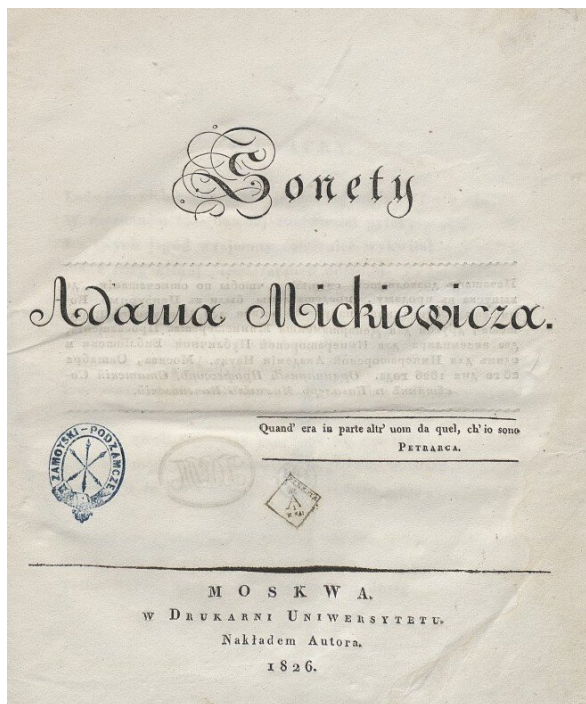 Sonety
Adama Mickiewicza.
Quand' era in parte altr' uom da quel, ch' io sono
PETRARCA.
ZAMOYSKI - PODZAMCZE
MOSKWA.
W DRUKARNI UNIWERSYTETU.
Nakładem Autora.
1826.